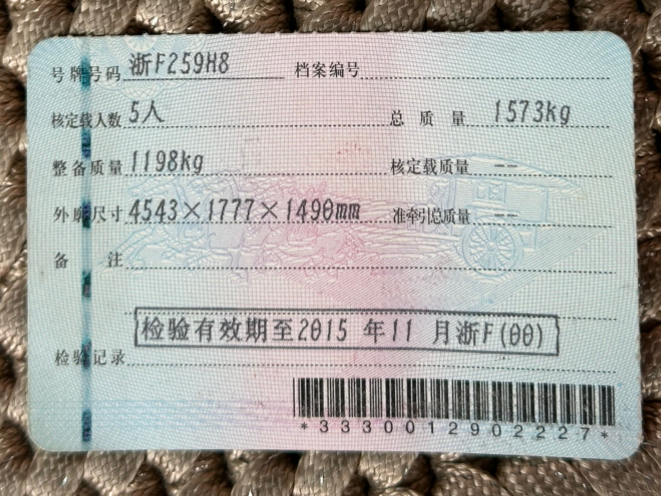 号牌号码 浙F259H8 档案编号
核定载人数 5人 总质量 1573kg
整备质量 1198kg 核定载质量 --
外廓尺寸 4543×1777×1490mm 准牵引总质量 --
备注
检验有效期至2015年11月浙F(00)
检验记录
*3330012902227*